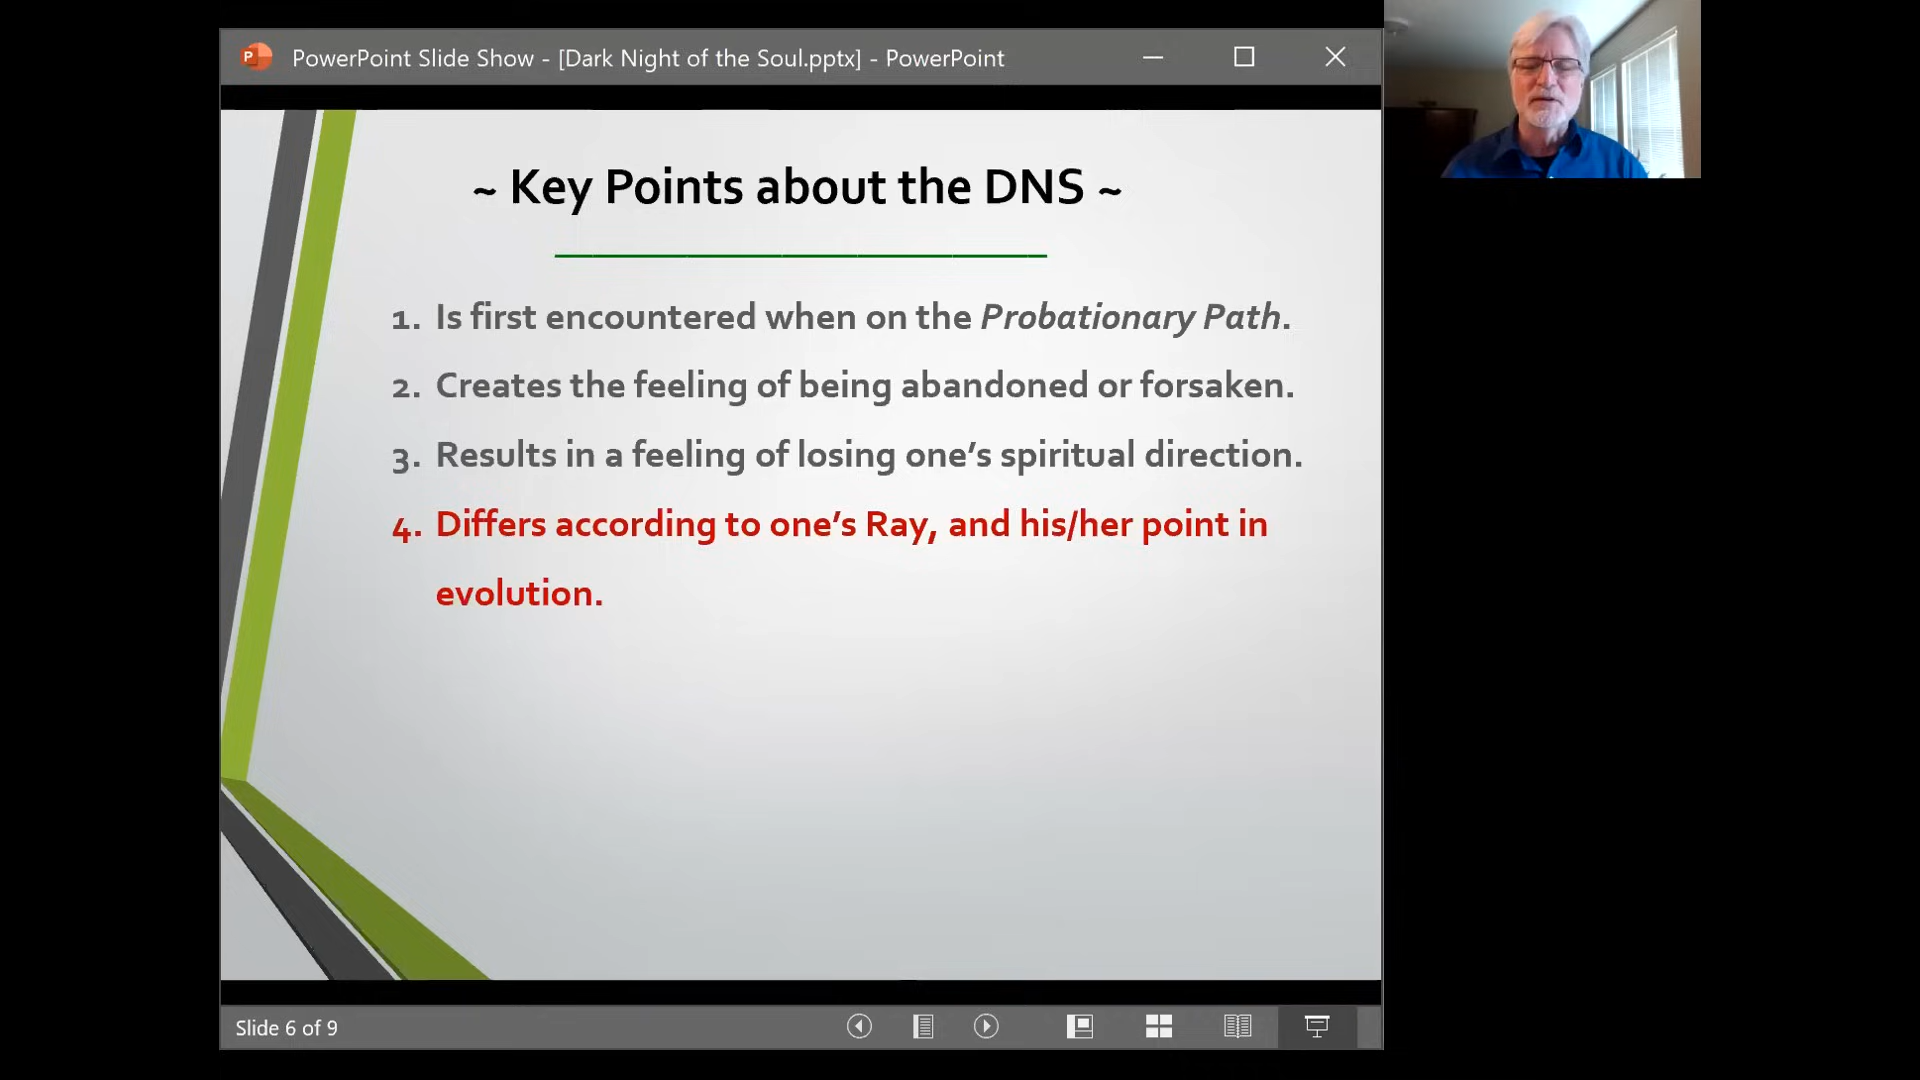 PowerPoint Slide Show - [Dark Night of the Soul.pptx] - PowerPoint
~ Key Points about the DNS ~
1. Is first encountered when on the Probationary Path.
2. Creates the feeling of being abandoned or forsaken.
3. Results in a feeling of losing one’s spiritual direction.
4. Differs according to one’s Ray, and his/her point in
evolution.
Slide 6 of 9